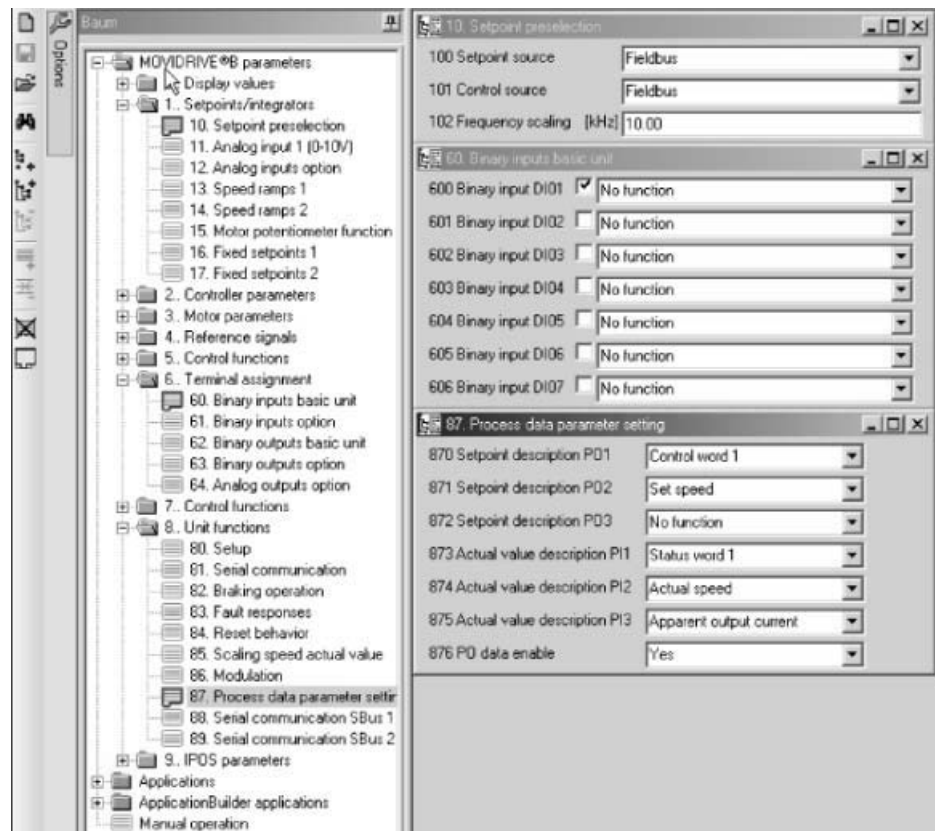 Options
Baum
MOVIDRIVE®B parameters
Display values
1.. Setpoints/integrators
10. Setpoint preselection
11. Analog input 1 (0-10V)
12. Analog inputs option
13. Speed ramps 1
14. Speed ramps 2
15. Motor potentiometer function
16. Fixed setpoints 1
17. Fixed setpoints 2
2.. Controller parameters
3.. Motor parameters
4.. Reference signals
5.. Control functions
6.. Terminal assignment
60. Binary inputs basic unit
61. Binary inputs option
62. Binary outputs basic unit
63. Binary outputs option
64. Analog outputs option
7.. Control functions
8.. Unit functions
80. Setup
81. Serial communication
82. Braking operation
83. Fault responses
84. Reset behavior
85. Scaling speed actual value
86. Modulation
87. Process data parameter settin
88. Serial communication SBus 1
89. Serial communication SBus 2
9.. IPOS parameters
Applications
ApplicationBuilder applications
Manual operation
10. Setpoint preselection
100 Setpoint source Fieldbus
101 Control source Fieldbus
102 Frequency scaling [kHz] 10.00
60. Binary inputs basic unit
600 Binary input DI01 No function
601 Binary input DI02 No function
602 Binary input DI03 No function
603 Binary input DI04 No function
604 Binary input DI05 No function
605 Binary input DI06 No function
606 Binary input DI07 No function
87. Process data parameter setting
870 Setpoint description PO1 Control word 1
871 Setpoint description PO2 Set speed
872 Setpoint description PO3 No function
873 Actual value description PI1 Status word 1
874 Actual value description PI2 Actual speed
875 Actual value description PI3 Apparent output current
876 PO data enable Yes